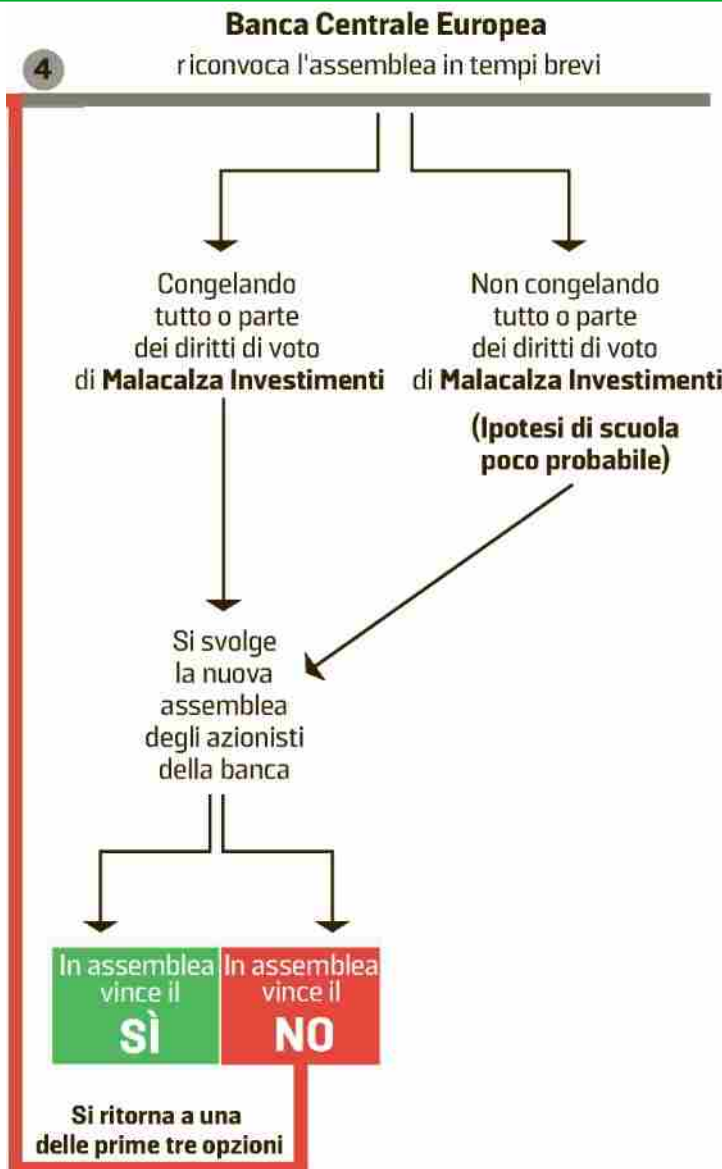 Banca Centrale Europea
4
riconvoca l'assemblea in tempi brevi
Congelando
tutto o parte
dei diritti di voto
di Malacalza Investimenti
Non congelando
tutto o parte
dei diritti di voto
di Malacalza Investimenti
(Ipotesi di scuola
poco probabile)
Si svolge
la nuova
assemblea
degli azionisti
della banca
In assemblea
vince il
SÌ
In assemblea
vince il
NO
Si ritorna a una
delle prime tre opzioni